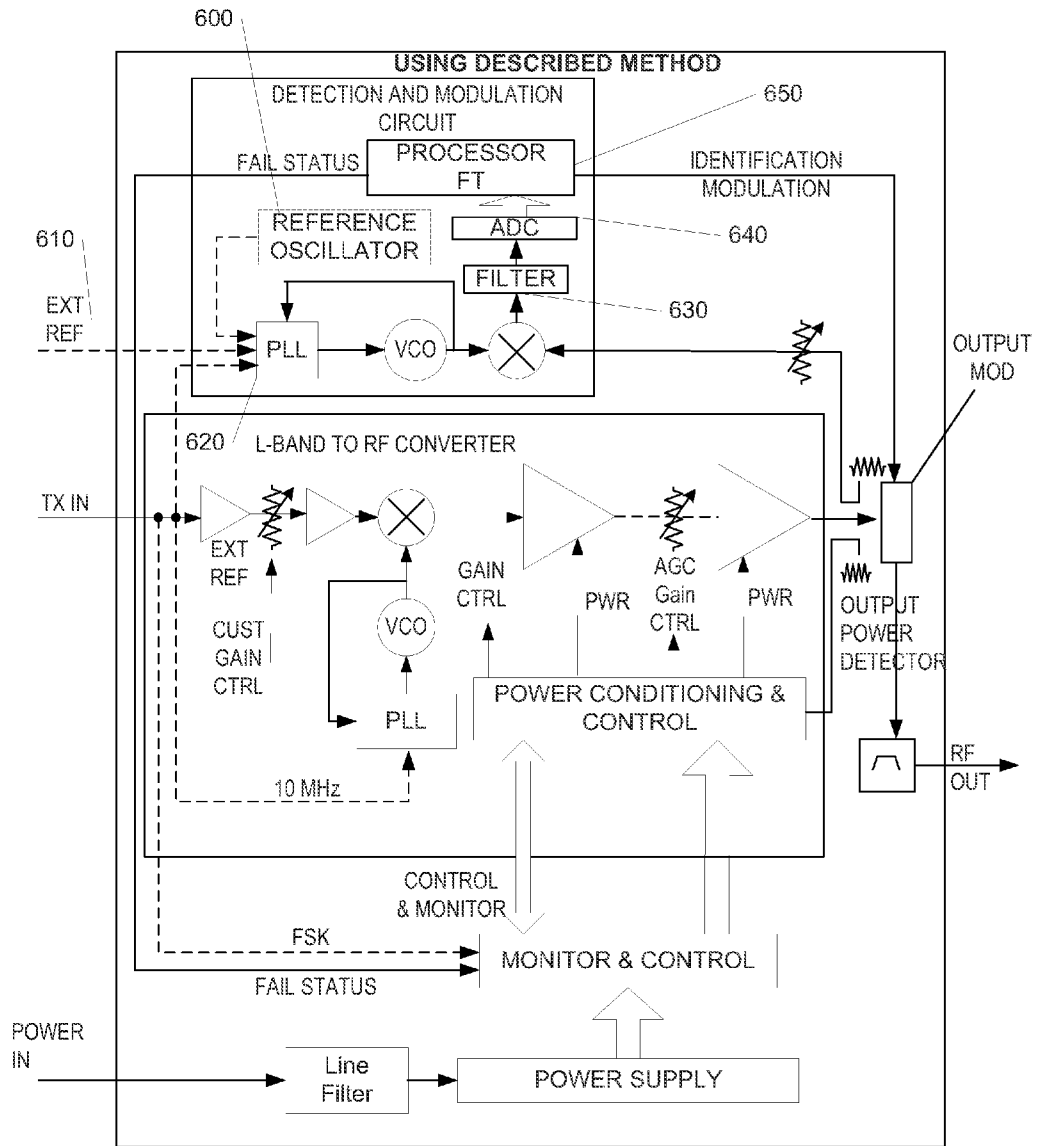 600
USING DESCRIBED METHOD
DETECTION AND MODULATION
CIRCUIT
650
FAIL STATUS
PROCESSOR
FT
IDENTIFICATION
MODULATION
REFERENCE
OSCILLATOR
ADC
640
610
FILTER
EXT
REF
630
PLL
VCO
OUTPUT
MOD
620
L-BAND TO RF CONVERTER
TX IN
EXT
REF
GAIN
CTRL
AGC
Gain
CTRL
PWR
PWR
CUST
GAIN
CTRL
VCO
OUTPUT
POWER
DETECTOR
PLL
POWER CONDITIONING &
CONTROL
RF
OUT
10 MHz
CONTROL
& MONITOR
FSK
MONITOR & CONTROL
FAIL STATUS
POWER
IN
Line
Filter
POWER SUPPLY